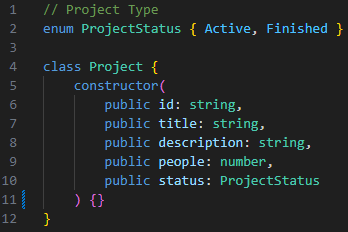 1 // Project Type
2 enum ProjectStatus { Active, Finished }
3
4 class Project {
5     constructor(
6         public id: string,
7         public title: string,
8         public description: string,
9         public people: number,
10         public status: ProjectStatus
11     ) {}
12 }